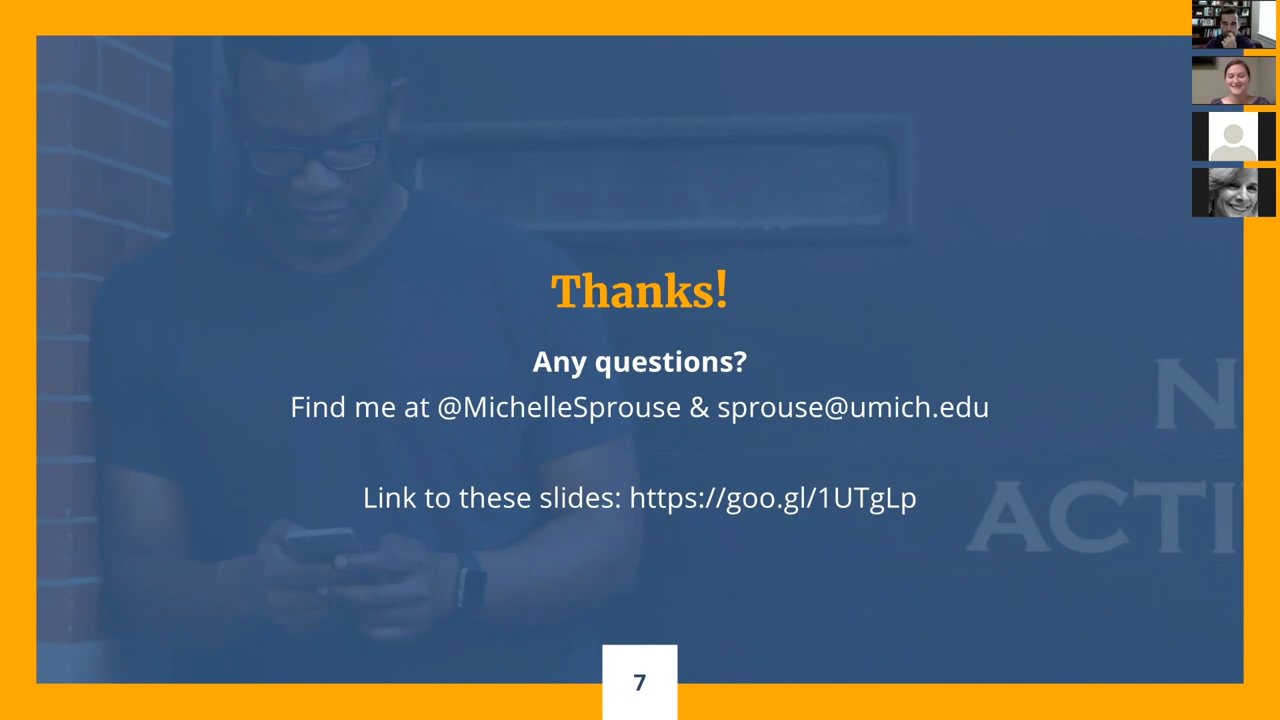 Thanks!
Any questions?
Find me at @MichelleSprouse & sprouse@umich.edu
Link to these slides: https://goo.gl/1UTgLp
N
ACTI
7